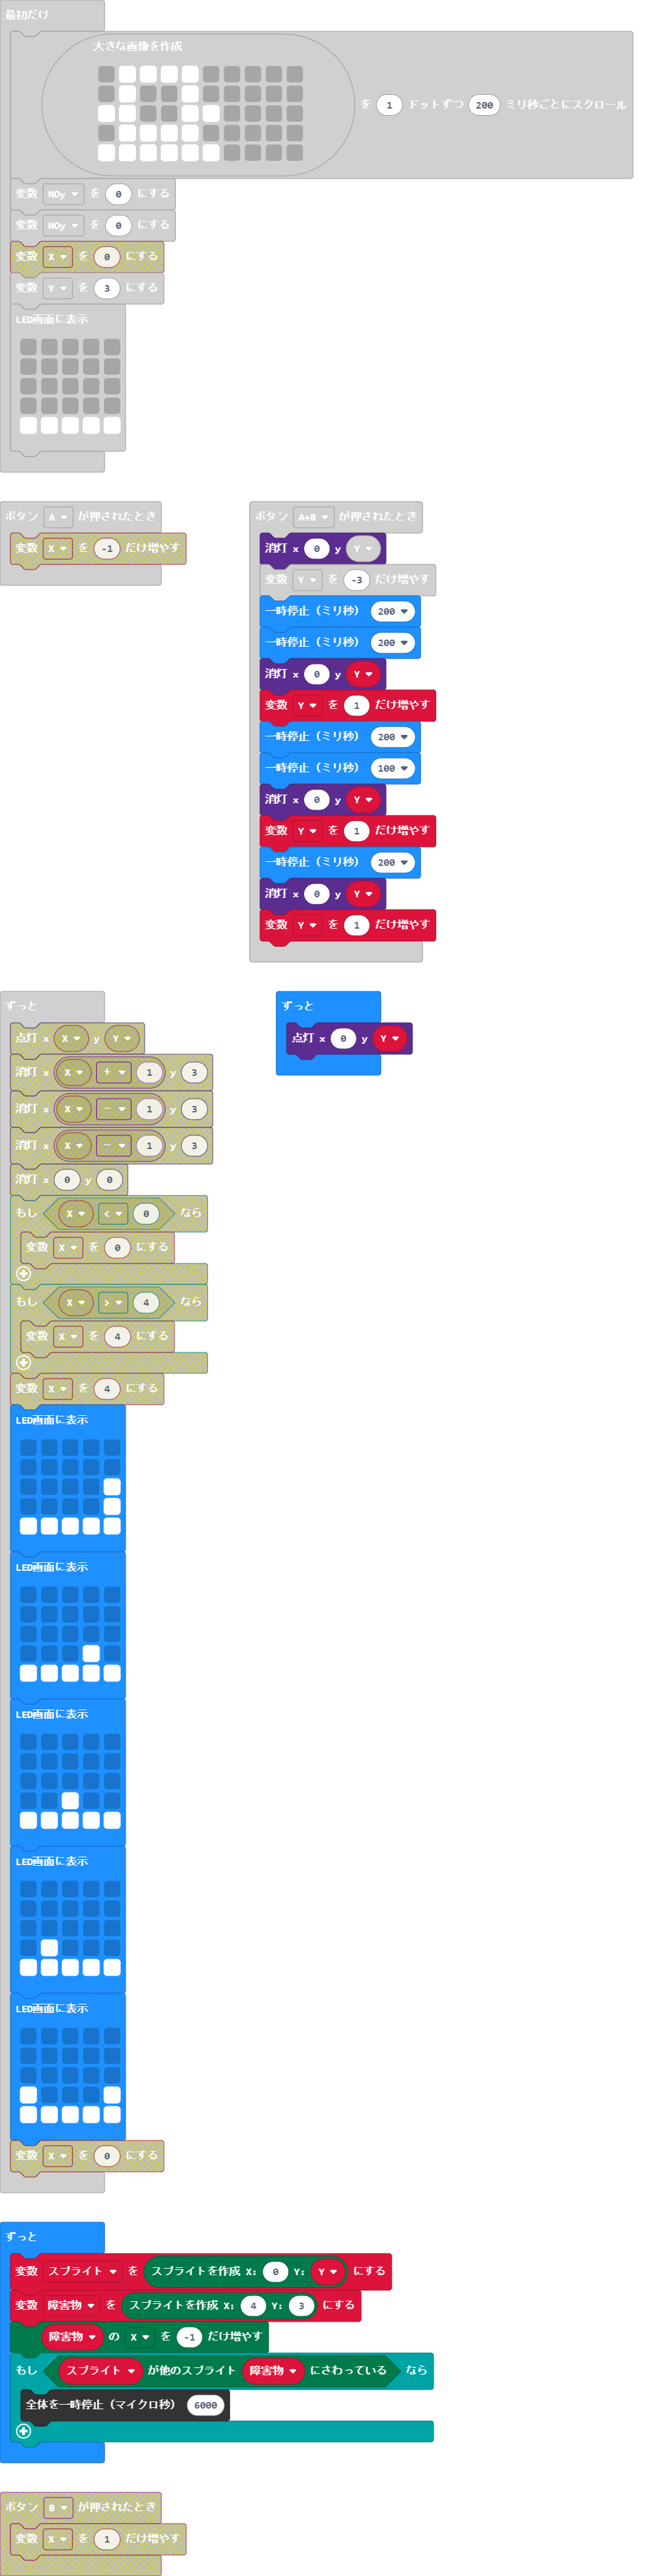 最初だけ
大きな画像を作成
を 1 ドットずつ 200 ミリ秒ごとにスクロール
変数 NOy を 0 にする
変数 NOy を 0 にする
変数 X を 0 にする
変数 Y を 3 にする
LED画面に表示
ボタン A が押されたとき
変数 X を -1 だけ増やす
ボタン A+B が押されたとき
消灯 x 0 y Y
変数 Y を -3 だけ増やす
一時停止（ミリ秒） 200
一時停止（ミリ秒） 200
消灯 x 0 y Y
変数 Y を 1 だけ増やす
一時停止（ミリ秒） 200
一時停止（ミリ秒） 100
消灯 x 0 y Y
変数 Y を 1 だけ増やす
一時停止（ミリ秒） 200
消灯 x 0 y Y
変数 Y を 1 だけ増やす
ずっと
点灯 x X y Y
消灯 x X + 1 y 3
消灯 x X - 1 y 3
消灯 x X - 1 y 3
消灯 x 0 y 0
もし X < 0 なら
変数 X を 0 にする
もし X > 4 なら
変数 X を 4 にする
変数 X を 4 にする
LED画面に表示
LED画面に表示
LED画面に表示
LED画面に表示
LED画面に表示
変数 X を 0 にする
ずっと
点灯 x 0 y Y
ずっと
変数 スプライト を スプライトを作成 X: 0 Y: Y にする
変数 障害物 を スプライトを作成 X: 4 Y: 3 にする
障害物 の X を -1 だけ増やす
もし スプライト が他のスプライト 障害物 にさわっている なら
全体を一時停止（マイクロ秒） 6000
ボタン B が押されたとき
変数 X を 1 だけ増やす